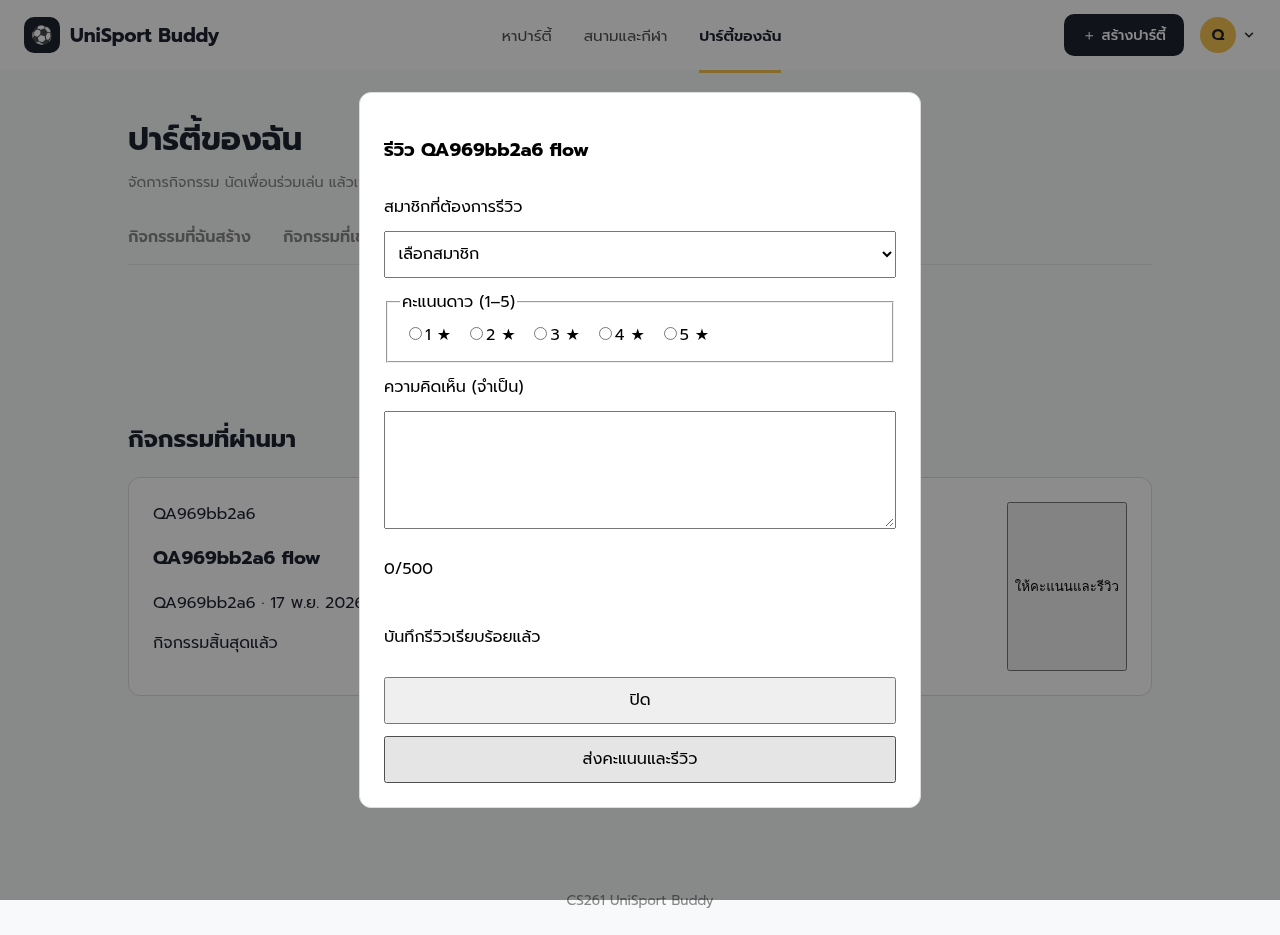 UniSport Buddy
หาปาร์ตี้
สนามและกีฬา
ปาร์ตี้ของฉัน
+ สร้างปาร์ตี้
Q
ปาร์ตี้ของฉัน
จัดการกิจกรรม นัดเพื่อนร่วมเล่น แล้ว
กิจกรรมที่ฉันสร้าง
กิจกรรมที่เ
รีวิว QA969bb2a6 flow
สมาชิกที่ต้องการรีวิว
เลือกสมาชิก
คะแนนดาว (1–5)
1 ★ 2 ★ 3 ★ 4 ★ 5 ★
ความคิดเห็น (จำเป็น)
0/500
บันทึกรีวิวเรียบร้อยแล้ว
ปิด
ส่งคะแนนและรีวิว
กิจกรรมที่ผ่านมา
QA969bb2a6
QA969bb2a6 flow
QA969bb2a6 · 17 พ.ย. 2026
กิจกรรมสิ้นสุดแล้ว
ให้คะแนนและรีวิว
CS261 UniSport Buddy